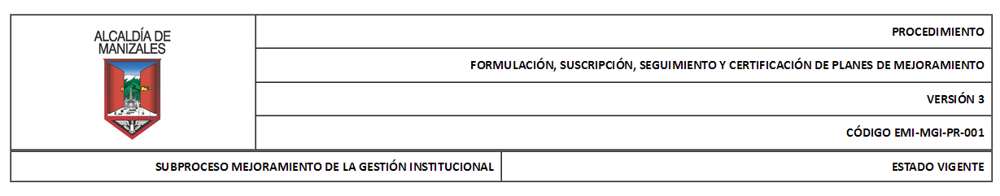 ALCALDÍA DE
MANIZALES
PROCEDIMIENTO
FORMULACIÓN, SUSCRIPCIÓN, SEGUIMIENTO Y CERTIFICACIÓN DE PLANES DE MEJORAMIENTO
VERSIÓN 3
CÓDIGO EMI-MGI-PR-001
SUBPROCESO MEJORAMIENTO DE LA GESTIÓN INSTITUCIONAL
ESTADO VIGENTE